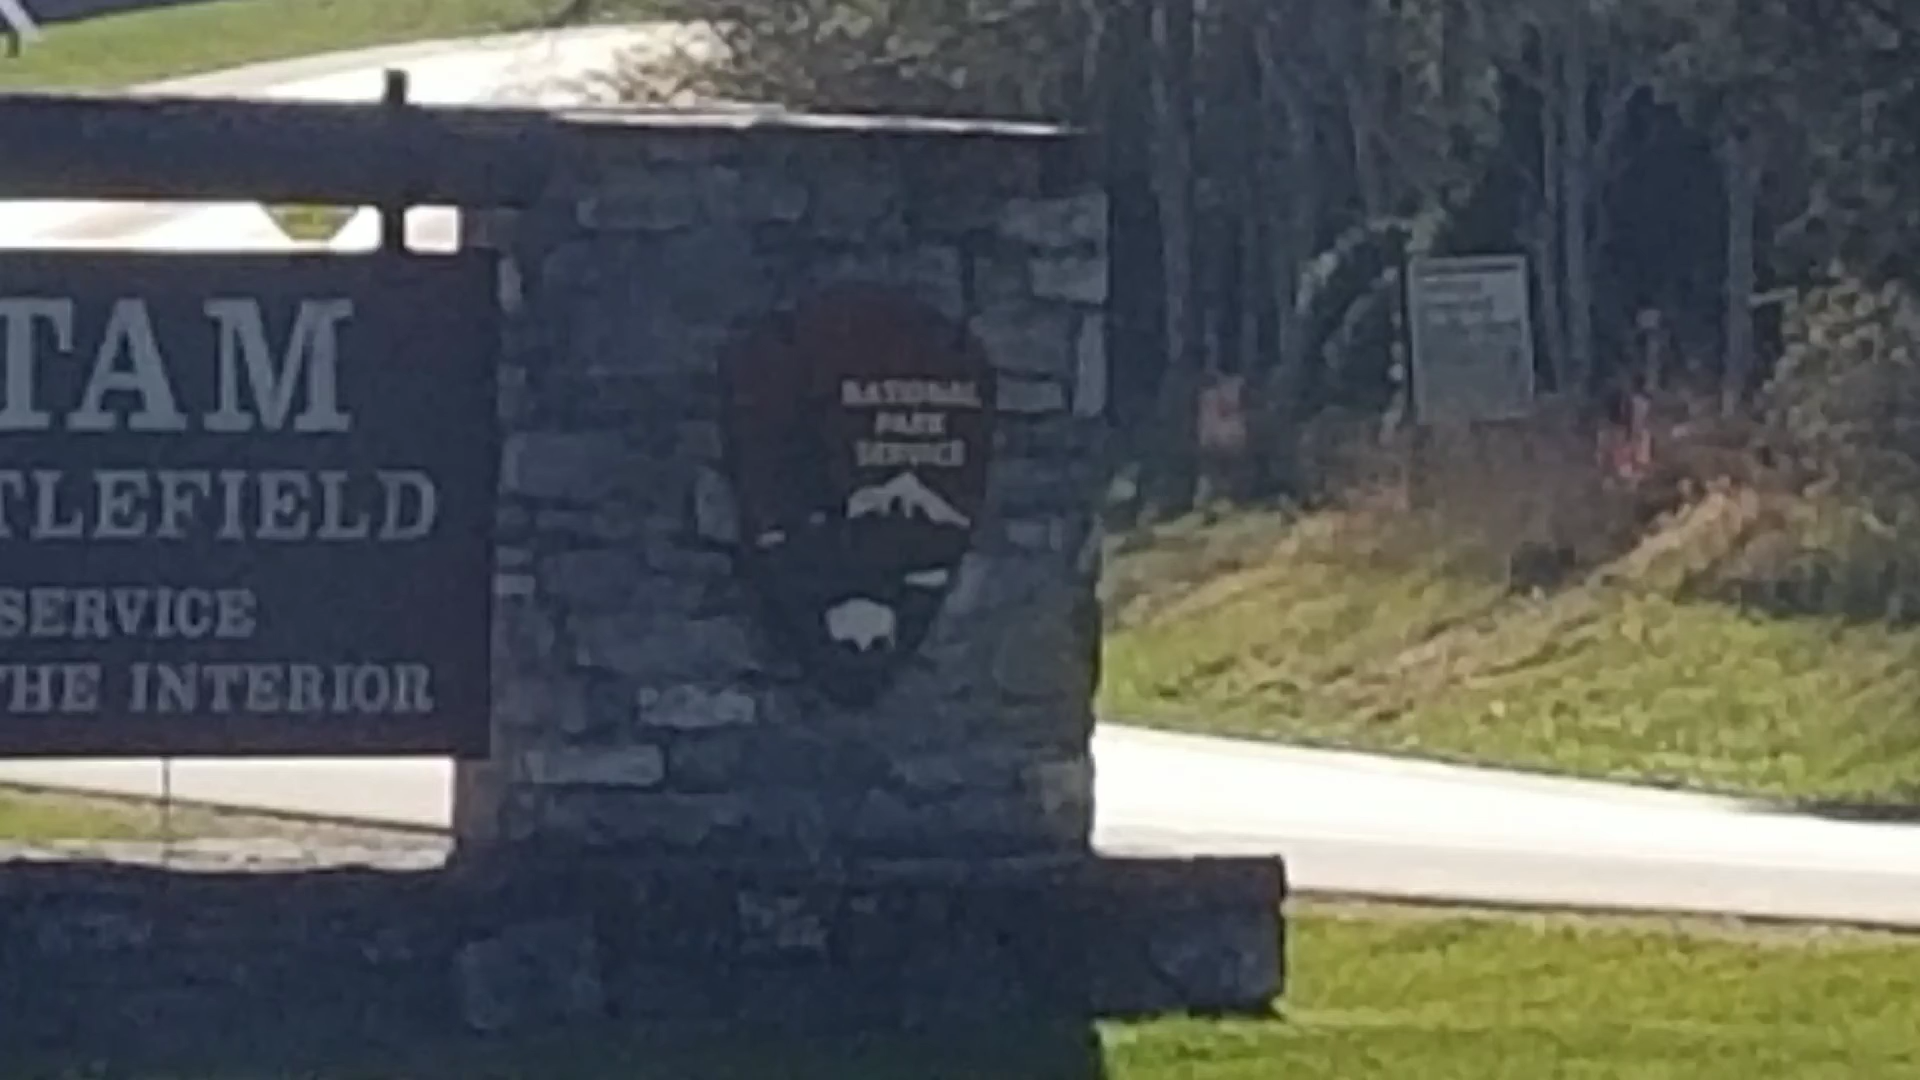 TAM
TLEFIELD
SERVICE
THE INTERIOR
NATIONAL
PARK
SERVICE